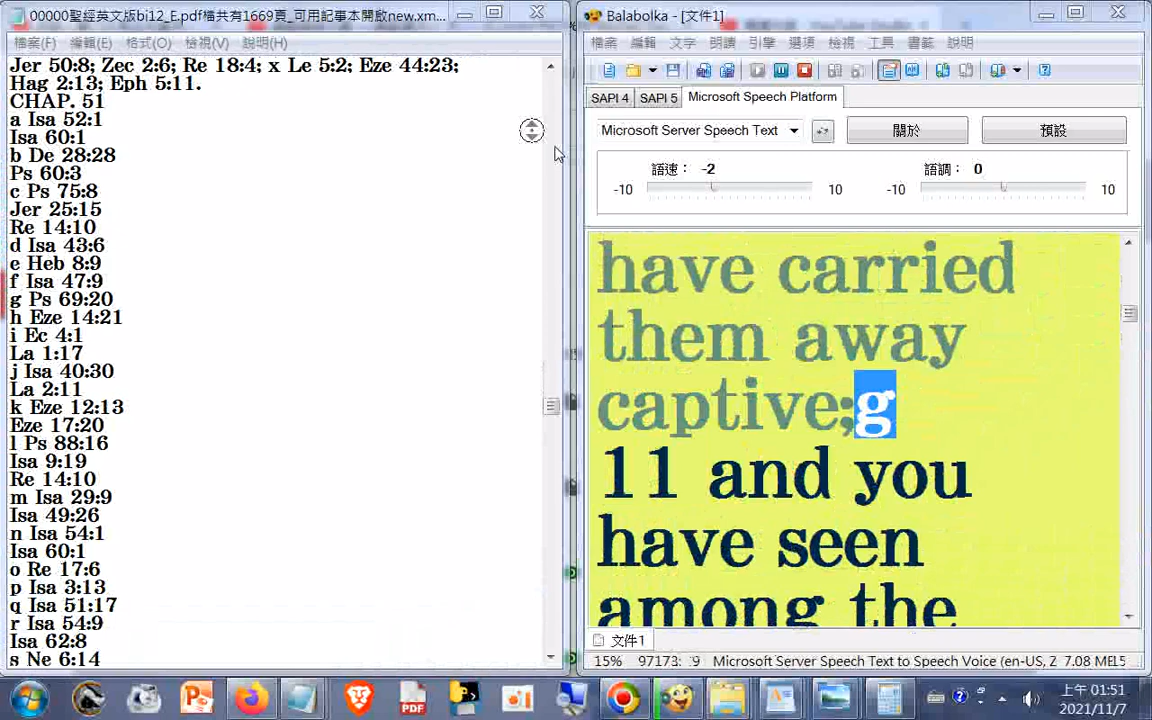 00000聖經英文版bi12_E.pdf檔共有1669頁_可用記事本開啟new.xm...
檔案(F) 編輯(E) 格式(O) 檢視(V) 說明(H)
Jer 50:8; Zec 2:6; Re 18:4; x Le 5:2; Eze 44:23;
Hag 2:13; Eph 5:11.
CHAP. 51
a Isa 52:1
Isa 60:1
b De 28:28
Ps 60:3
c Ps 75:8
Jer 25:15
Re 14:10
d Isa 43:6
e Heb 8:9
f Isa 47:9
g Ps 69:20
h Eze 14:21
i Ec 4:1
La 1:17
j Isa 40:30
La 2:11
k Eze 12:13
Eze 17:20
l Ps 88:16
Isa 9:19
Re 14:10
m Isa 29:9
Isa 49:26
n Isa 54:1
Isa 60:1
o Re 17:6
p Isa 3:13
q Isa 51:17
r Isa 54:9
Isa 62:8
s Ne 6:14
Balabolka - [文件1]
檔案 編輯 文字 朗讀 引擎 選項 檢視 工具 書籤 說明
SAPI 4 SAPI 5 Microsoft Speech Platform
Microsoft Server Speech Text 關於 預設
語速： -2 語調： 0
-10 10 -10 10
have carried
them away
captive;g
11 and you
have seen
among the
文件1
15% 97173: 9 Microsoft Server Speech Text to Speech Voice (en-US, Z 7.08 MB
PDF
上午 01:51
2021/11/7